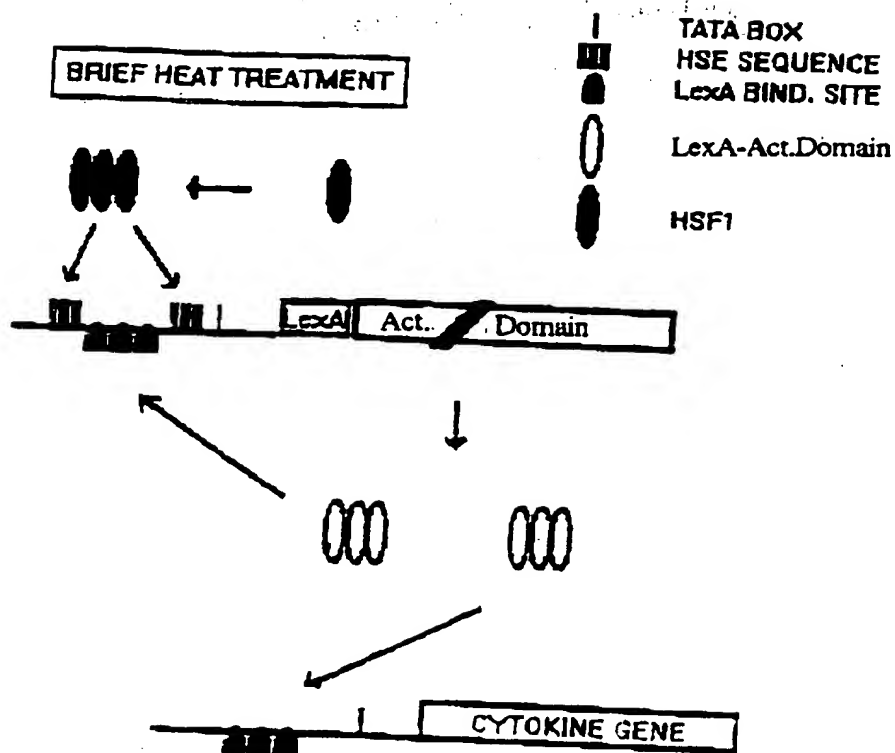 TATA BOX
BRIEF HEAT TREATMENT
HSE SEQUENCE
LexA BIND. SITE
LexA-Act.Domain
HSF1
LexA Act. Domain
CYTOKINE GENE